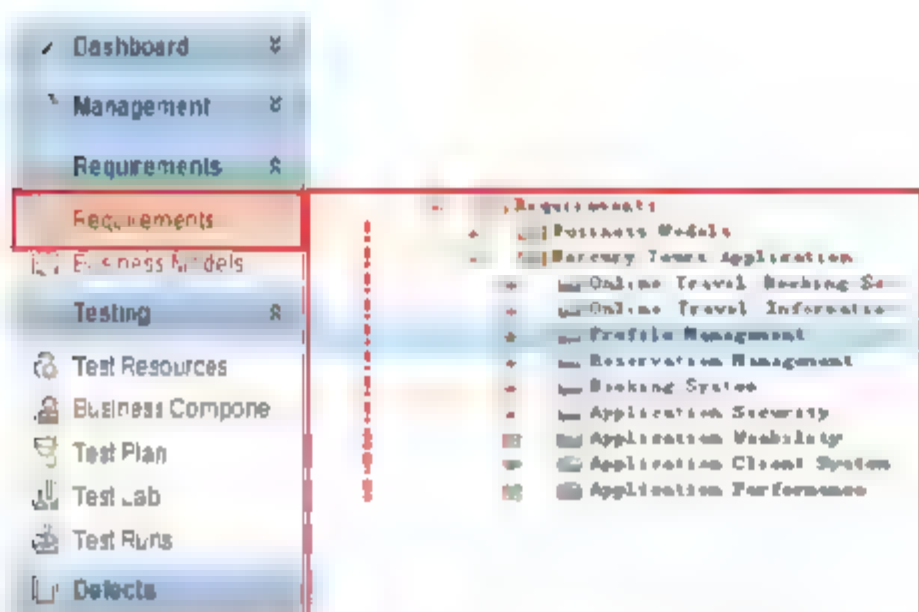 Dashboard
Management
Requirements
Requirements
Business Models
Testing
Test Resources
Business Compone
Test Plan
Test Lab
Test Runs
Defects
Requirements
Business Models
Mercury Tours Application
Online Travel Booking Se
Online Travel Informatio
Profile Management
Reservation Management
Booking System
Application Security
Application Usability
Application Client System
Application Performance